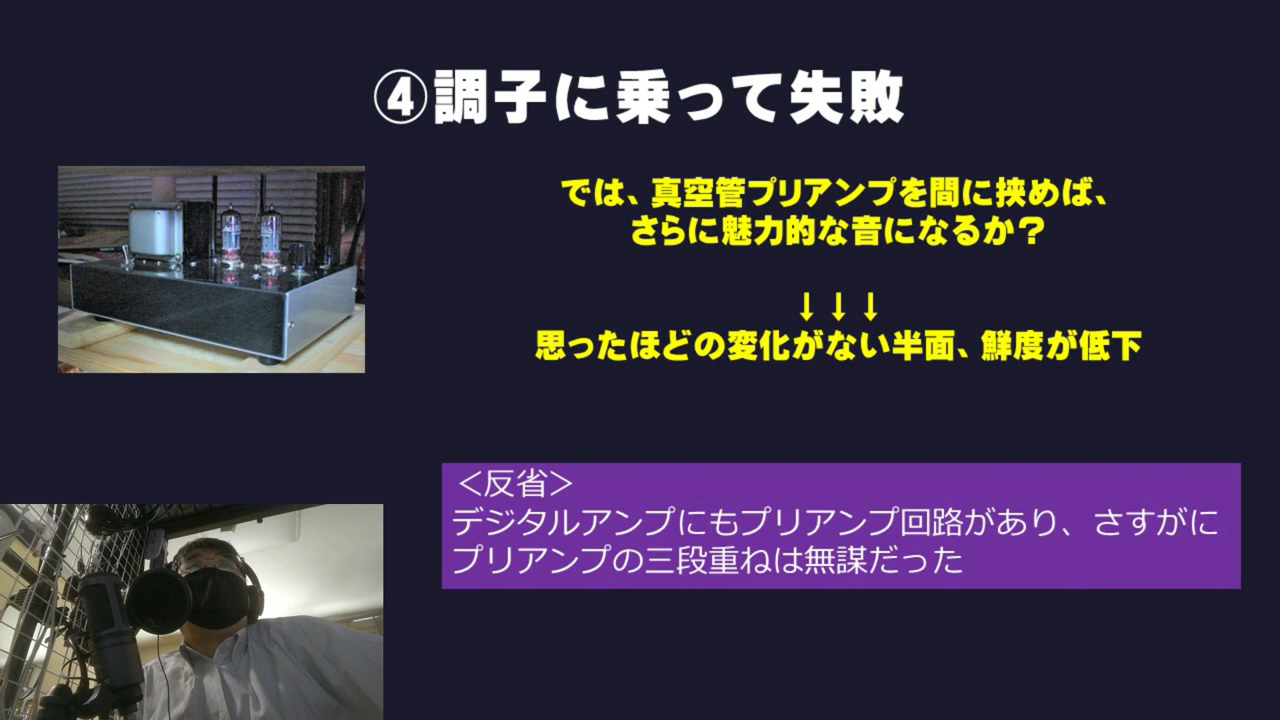 ④調子に乗って失敗
では、真空管プリアンプを間に挟めば、
さらに魅力的な音になるか？
↓↓↓
思ったほどの変化がない半面、鮮度が低下
＜反省＞
デジタルアンプにもプリアンプ回路があり、さすがに
プリアンプの三段重ねは無謀だった